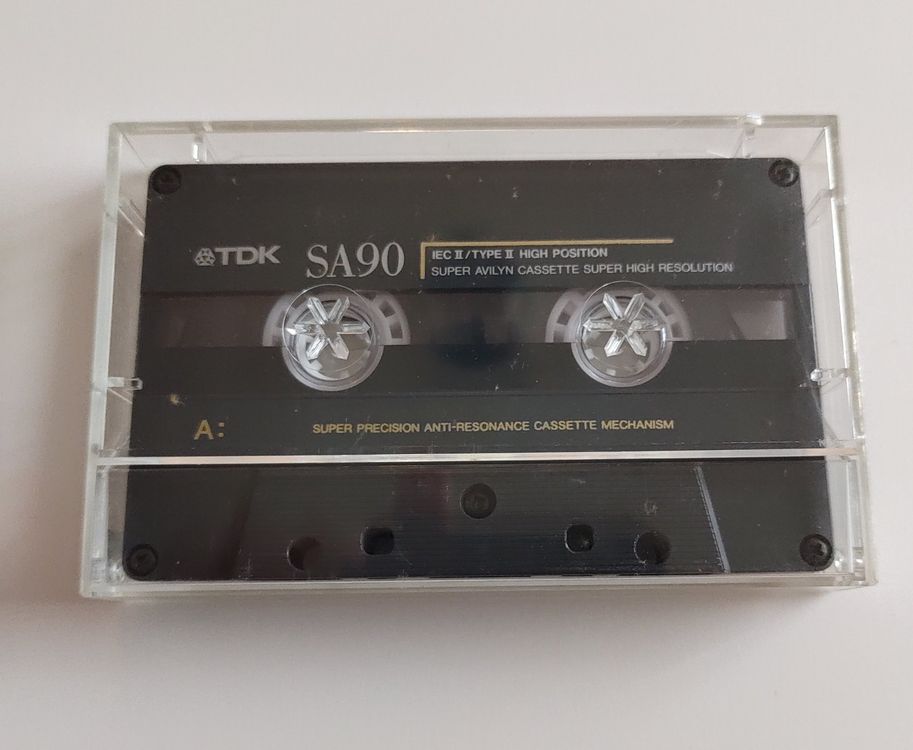 TDK SA90
IEC II/TYPE II HIGH POSITION
SUPER AVILYN CASSETTE SUPER HIGH RESOLUTION
A:
SUPER PRECISION ANTI-RESONANCE CASSETTE MECHANISM